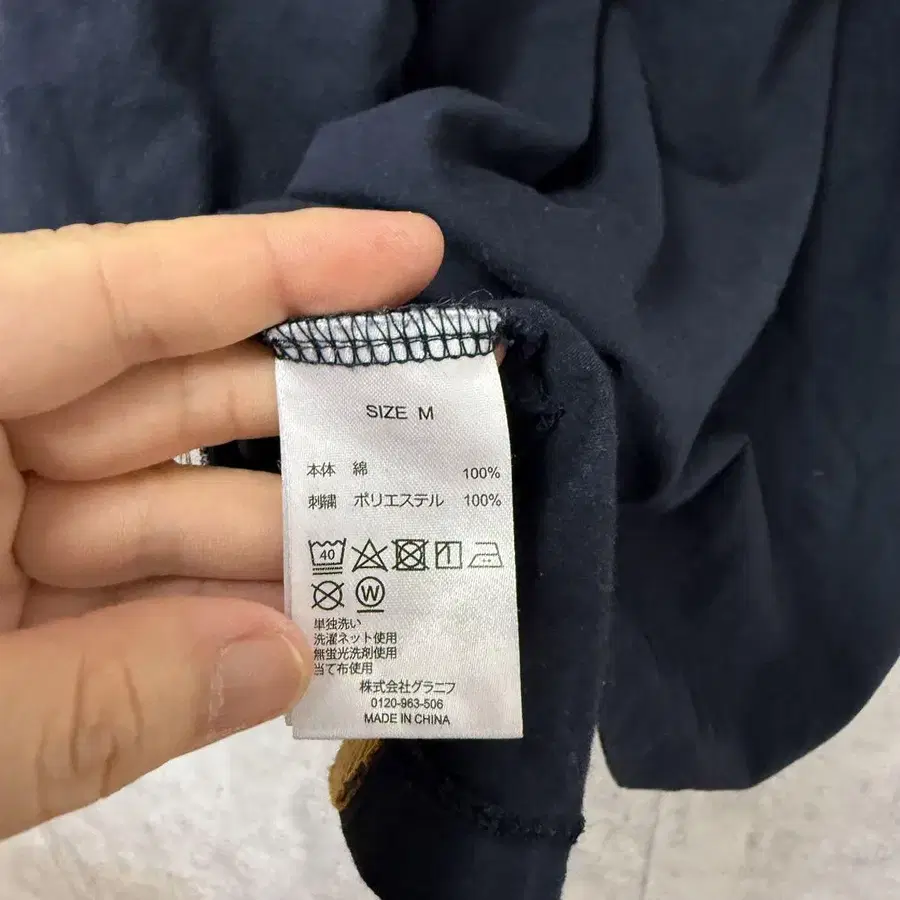 SIZE M
本体 綿 100%
刺繍 ポリエステル 100%
40
W
単独洗い
洗濯ネット使用
無蛍光洗剤使用
当て布使用
株式会社グラニフ
0120-963-506
MADE IN CHINA